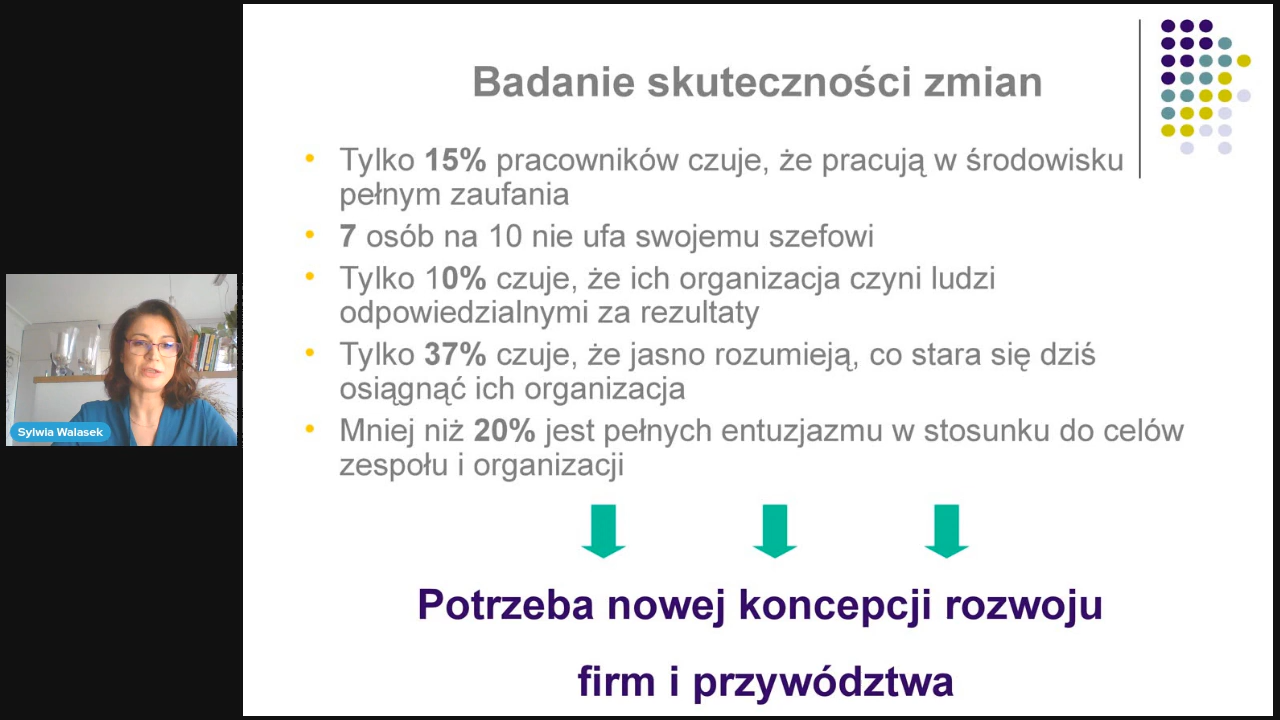 Badanie skuteczności zmian
Tylko 15% pracowników czuje, że pracują w środowisku
pełnym zaufania
7 osób na 10 nie ufa swojemu szefowi
Tylko 10% czuje, że ich organizacja czyni ludzi
odpowiedzialnymi za rezultaty
Tylko 37% czuje, że jasno rozumieją, co stara się dziś
osiągnąć ich organizacja
Mniej niż 20% jest pełnych entuzjazmu w stosunku do celów
zespołu i organizacji
Potrzeba nowej koncepcji rozwoju
firm i przywództwa
Sylwia Walasek